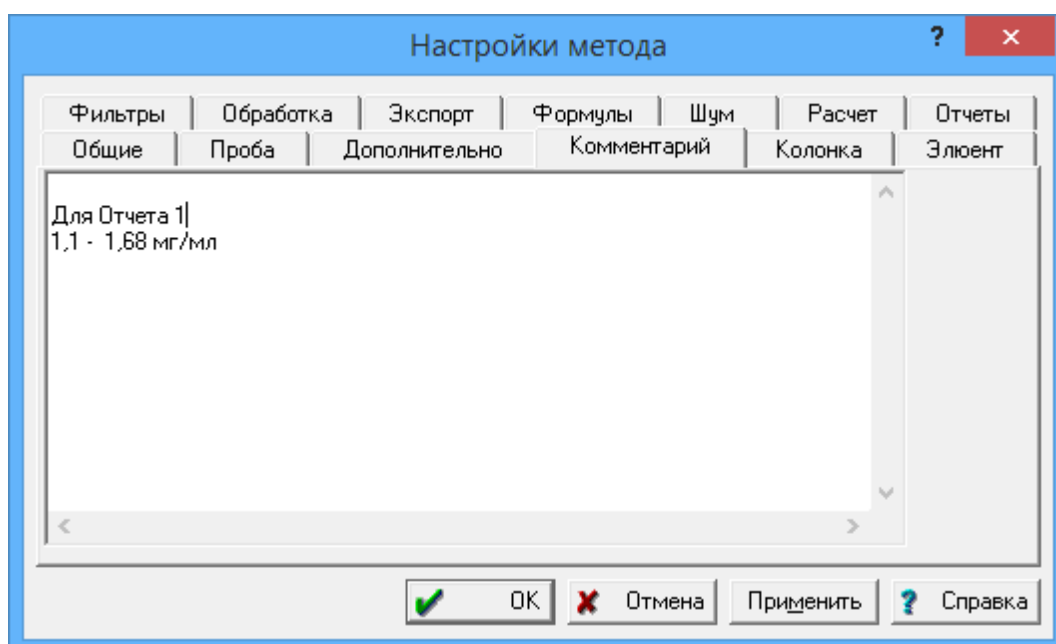 Настройки метода
?
×
Фильтры Обработка Экспорт Формулы Шум Расчет Отчеты
Общие Проба Дополнительно Комментарий Колонка Элюент
Для Отчета 1
1,1 - 1,68 мг/мл
OK Отмена Применить ? Справка